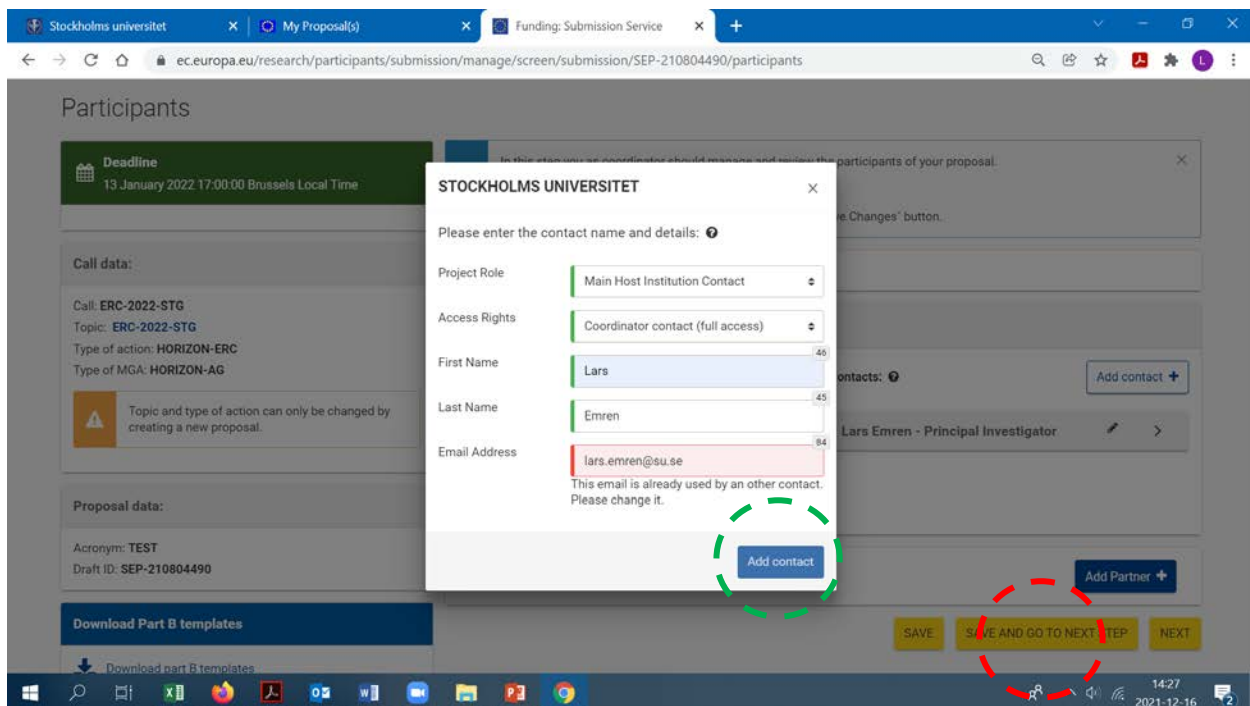 Stockholms universitet
My Proposal(s)
Funding: Submission Service
ec.europa.eu/research/participants/submission/manage/screen/submission/SEP-210804490/participants
L
Participants
Deadline
13 January 2022 17:00:00 Brussels Local Time
In this step you as coordinator should manage and review the participants of your proposal.
e Changes' button.
STOCKHOLMS UNIVERSITET
Please enter the contact name and details:
Project Role
Main Host Institution Contact
Access Rights
Coordinator contact (full access)
46
First Name
Lars
45
Last Name
Emren
84
Email Address
lars.emren@su.se
This email is already used by an other contact.
Please change it.
Add contact
Call data:
Call: ERC-2022-STG
Topic: ERC-2022-STG
Type of action: HORIZON-ERC
Type of MGA: HORIZON-AG
Topic and type of action can only be changed by
creating a new proposal.
ontacts:
Add contact
Lars Emren - Principal Investigator
Proposal data:
Acronym: TEST
Draft ID: SEP-210804490
Add Partner
Download Part B templates
Download part B templates
SAVE
SAVE AND GO TO NEXT STEP
NEXT
14:27
2021-12-16
2